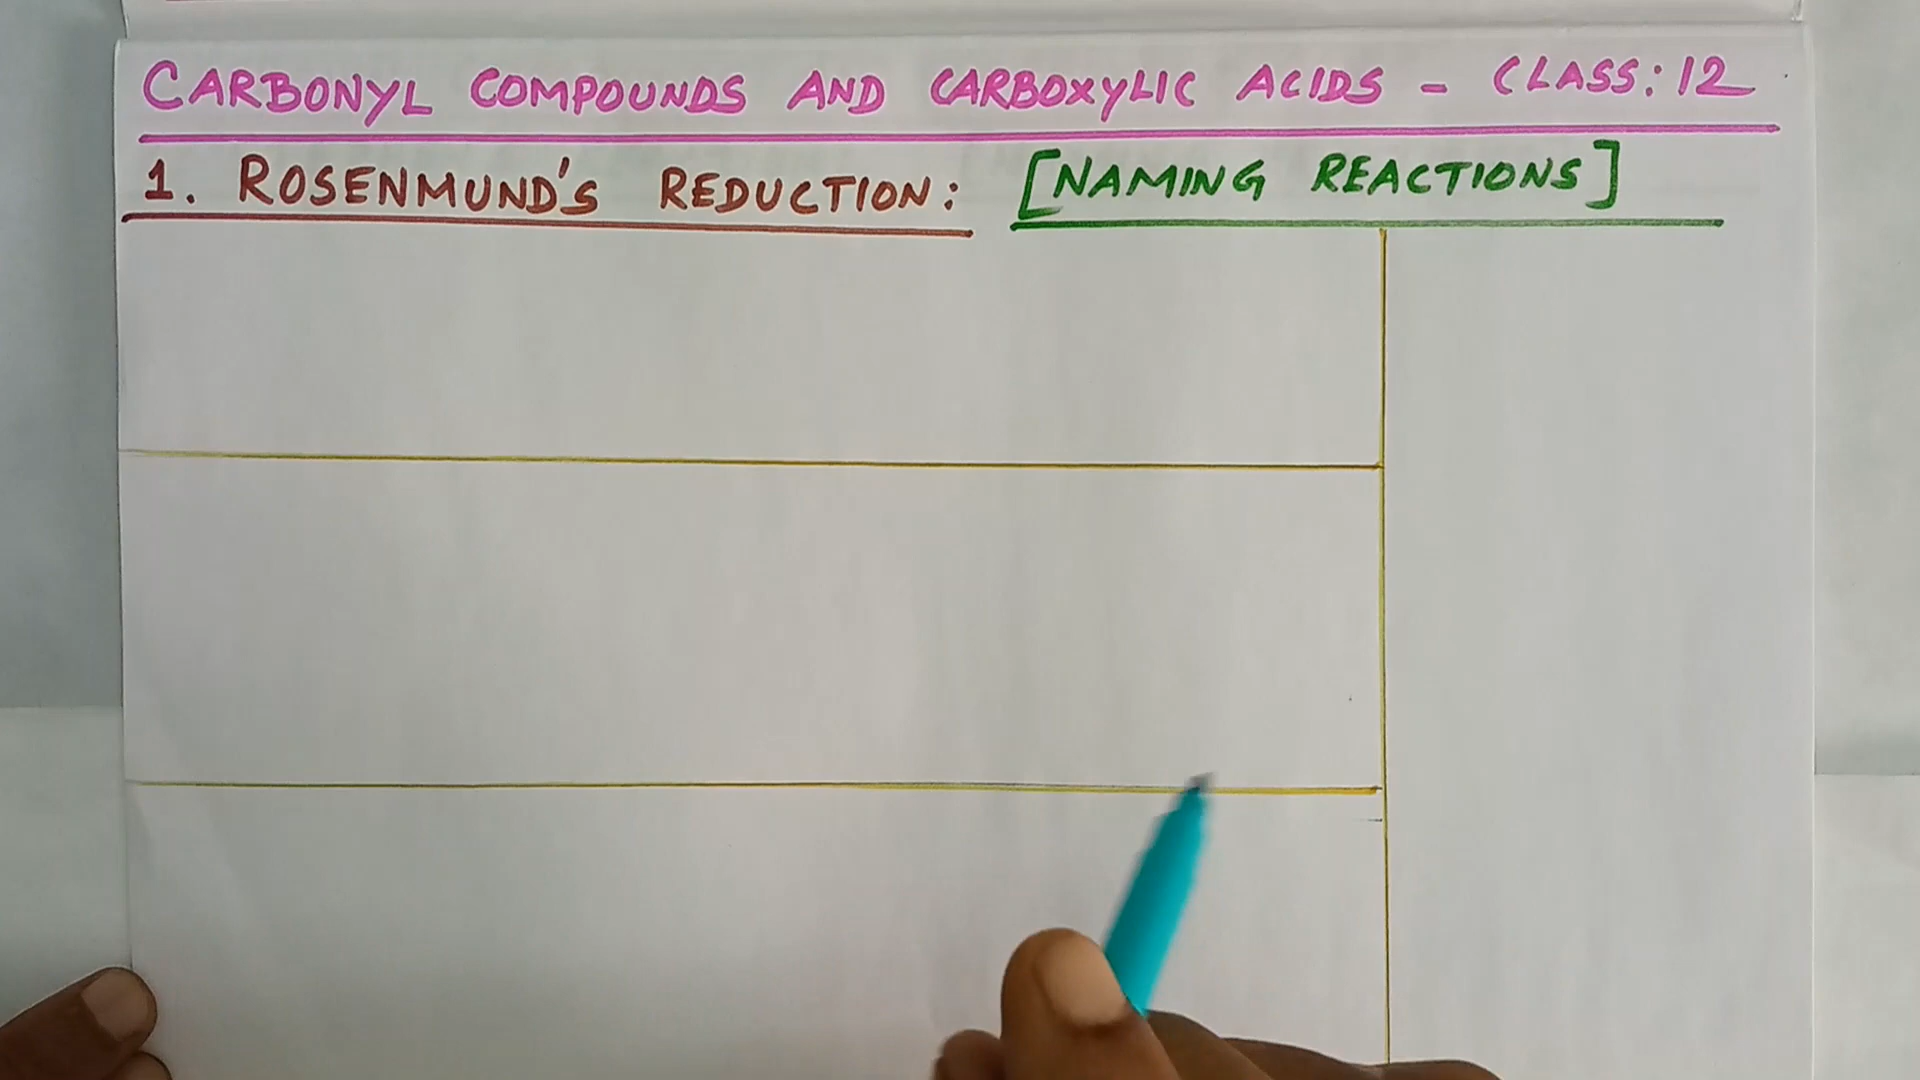 CARBONYL COMPOUNDS AND CARBOXYLIC ACIDS - CLASS: 12
1. ROSENMUND'S REDUCTION: [NAMING REACTIONS]